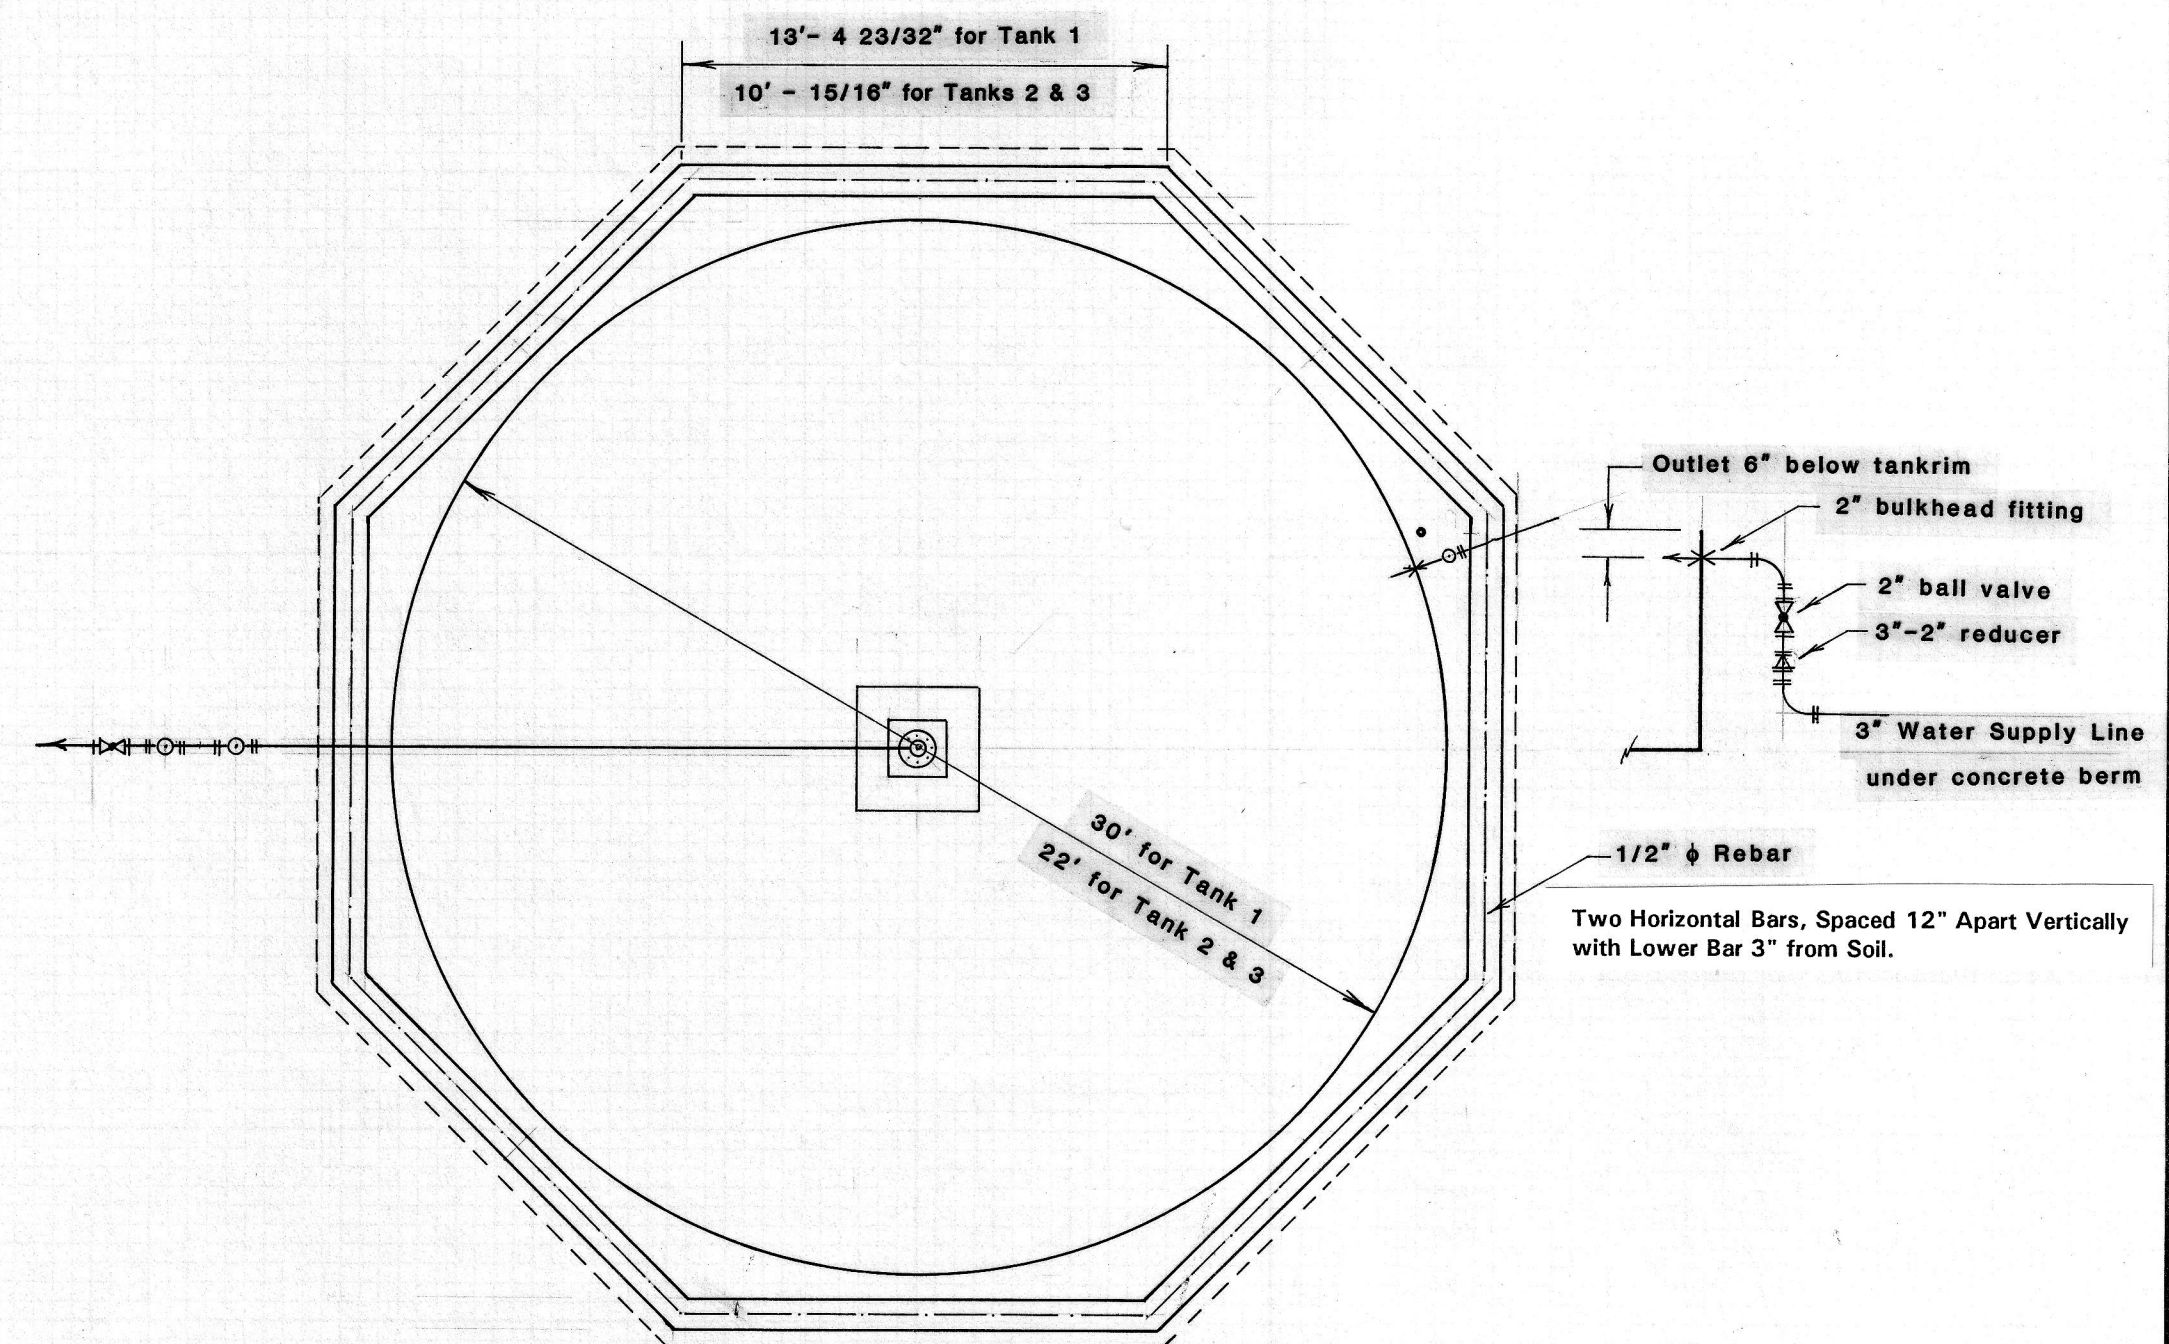 13'- 4 23/32" for Tank 1
10' - 15/16" for Tanks 2 & 3
Outlet 6" below tankrim
2" bulkhead fitting
2" ball valve
3"-2" reducer
3" Water Supply Line
under concrete berm
30' for Tank 1
22' for Tank 2 & 3
1/2" ϕ Rebar
Two Horizontal Bars, Spaced 12" Apart Vertically
with Lower Bar 3" from Soil.